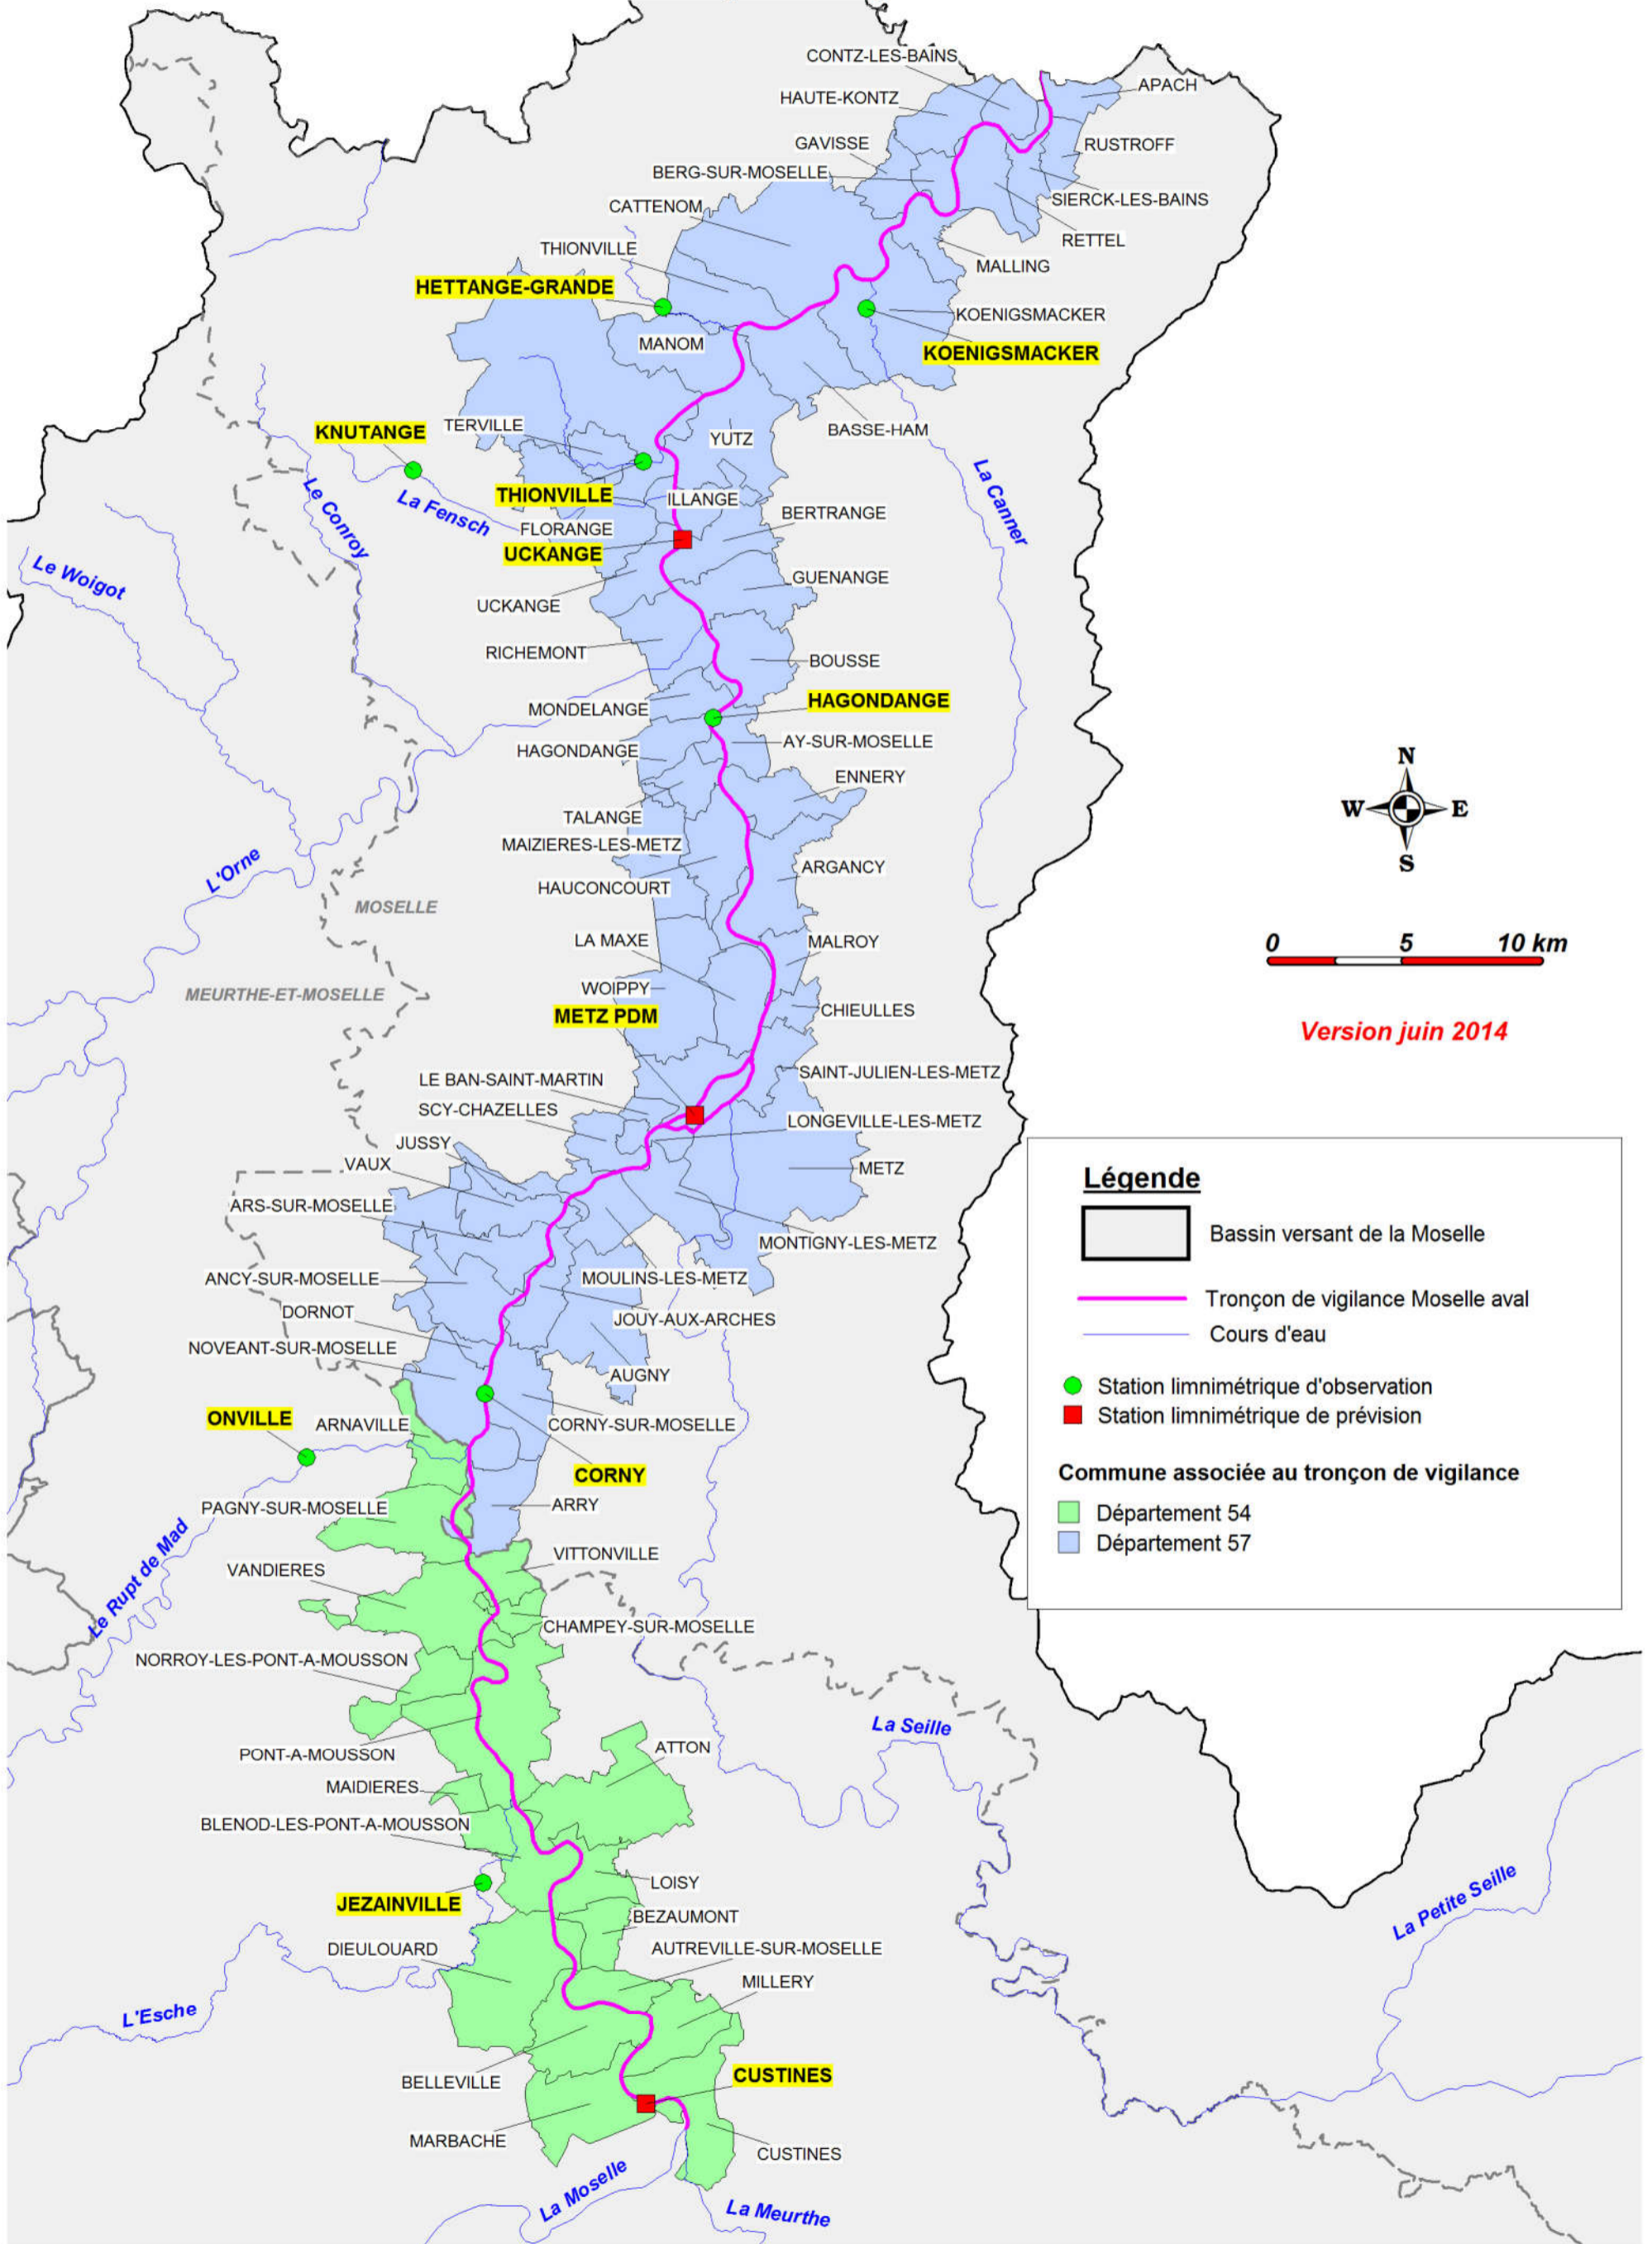 CONTZ-LES-BAINS
APACH
HAUTE-KONTZ
GAVISSE
RUSTROFF
BERG-SUR-MOSELLE
SIERCK-LES-BAINS
CATTENOM
RETTEL
THIONVILLE
MALLING
HETTANGE-GRANDE
KOENIGSMACKER
MANOM
KOENIGSMACKER
TERVILLE
BASSE-HAM
KNUTANGE
YUTZ
La Canner
THIONVILLE
ILLANGE
La Fensch
Le Conroy
BERTRANGE
FLORANGE
UCKANGE
Le Woigot
GUENANGE
UCKANGE
RICHEMONT
BOUSSE
HAGONDANGE
MONDELANGE
AY-SUR-MOSELLE
HAGONDANGE
ENNERY
TALANGE
MAIZIERES-LES-METZ
ARGANCY
L'Orne
HAUCONCOURT
MOSELLE
LA MAXE
MALROY
MEURTHE-ET-MOSELLE
WOIPPY
CHIEULLES
METZ PDM
SAINT-JULIEN-LES-METZ
LE BAN-SAINT-MARTIN
SCY-CHAZELLES
LONGEVILLE-LES-METZ
JUSSY
VAUX
METZ
ARS-SUR-MOSELLE
MONTIGNY-LES-METZ
ANCY-SUR-MOSELLE
MOULINS-LES-METZ
DORNOT
JOUY-AUX-ARCHES
NOVEANT-SUR-MOSELLE
AUGNY
ONVILLE
ARNAVILLE
CORNY-SUR-MOSELLE
CORNY
PAGNY-SUR-MOSELLE
ARRY
Le Rupt de Mad
VITTONVILLE
VANDIERES
CHAMPEY-SUR-MOSELLE
NORROY-LES-PONT-A-MOUSSON
La Seille
PONT-A-MOUSSON
ATTON
MAIDIERES
BLENOD-LES-PONT-A-MOUSSON
LOISY
JEZAINVILLE
BEZAUMONT
La Petite Seille
DIEULOUARD
AUTREVILLE-SUR-MOSELLE
MILLERY
L'Esche
BELLEVILLE
CUSTINES
MARBACHE
CUSTINES
La Moselle
La Meurthe
N
W E
S
0 5 10 km
Version juin 2014
Légende
Bassin versant de la Moselle
Tronçon de vigilance Moselle aval
Cours d'eau
Station limnimétrique d'observation
Station limnimétrique de prévision
Commune associée au tronçon de vigilance
Département 54
Département 57